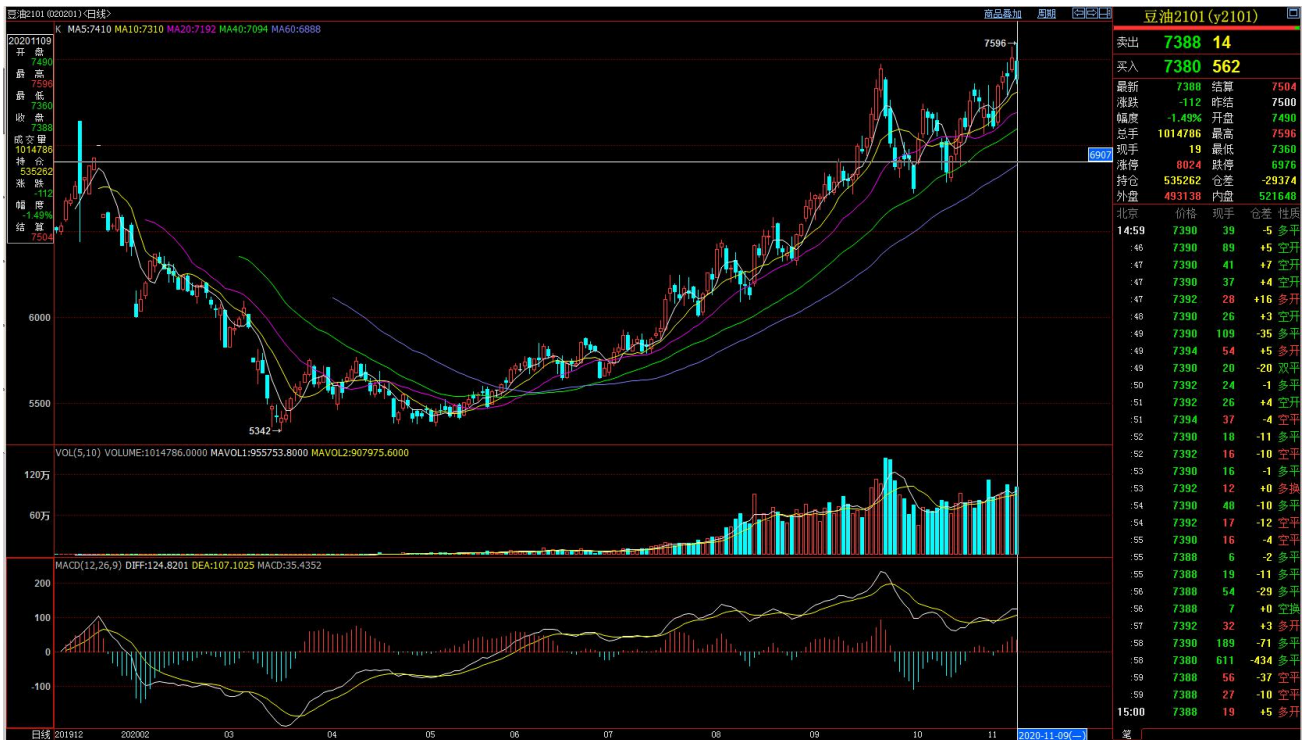 豆油2101 (020201)<日线>
商品叠加 周期
K MA5:7410 MA10:7310 MA20:7192 MA40:7094 MA60:6888
20201109
开 盘
7490
最 高
7596
最 低
7360
收 盘
7388
成交量
1014786
持 仓
535262
涨 跌
-112
幅 度
-1.49%
结 算
7504
7596→
6907
6000
5500
5342→
VOL(5,10) VOLUME:1014786.0000 MAVOL1:955753.8000 MAVOL2:907975.6000
120万
60万
MACD(12,26,9) DIFF:124.8201 DEA:107.1025 MACD:35.4352
200
100
0
-100
日线 201912 202002 03 04 05 06 07 08 09 10 11 2020-11-09(一)
豆油2101(y2101)
卖出 7388 14
买入 7380 562
最新 7388 结算 7504
涨跌 -112 昨结 7500
幅度 -1.49% 开盘 7490
总手 1014786 最高 7596
现手 19 最低 7360
涨停 8024 跌停 6976
持仓 535262 仓差 -29374
外盘 493138 内盘 521648
北京 价格 现手 仓差 性质
14:59 7390 39 -5 多平
:46 7390 89 +5 空开
:47 7390 41 +7 空开
:47 7390 37 +4 空开
:47 7392 28 +16 多开
:48 7390 26 +3 空开
:49 7390 109 -35 多平
:49 7394 54 +5 多开
:49 7390 20 -20 双平
:50 7392 24 -1 多平
:51 7392 26 +4 空开
:51 7394 37 -4 空平
:52 7390 18 -11 多平
:52 7392 16 -10 空平
:53 7390 16 -1 多平
:53 7392 12 +0 多换
:54 7390 48 -10 多平
:54 7392 17 -12 空平
:55 7390 16 -4 空平
:55 7388 6 -2 多平
:55 7388 19 -11 多平
:56 7388 54 -29 多平
:56 7388 7 +0 空换
:57 7392 32 +3 多开
:58 7390 189 -71 多平
:58 7380 611 -434 多平
:59 7388 56 -37 空平
:59 7388 27 -10 空平
15:00 7388 19 +5 多开
笔